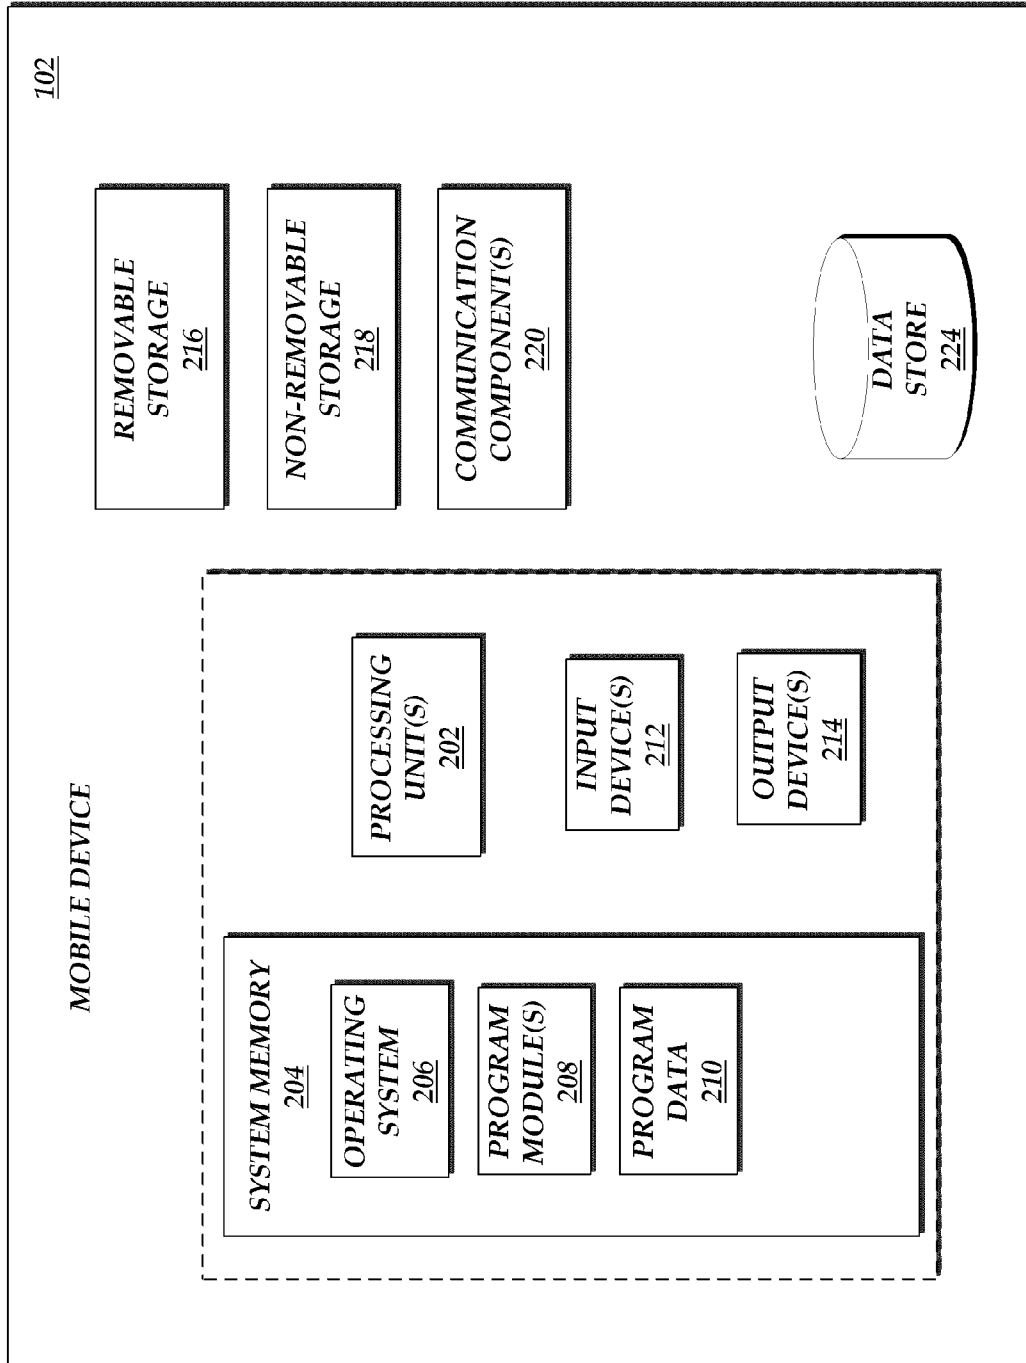 MOBILE DEVICE
102
SYSTEM MEMORY
204
OPERATING
SYSTEM
206
PROGRAM
MODULE(S)
208
PROGRAM
DATA
210
PROCESSING
UNIT(S)
202
INPUT
DEVICE(S)
212
OUTPUT
DEVICE(S)
214
REMOVABLE
STORAGE
216
NON-REMOVABLE
STORAGE
218
COMMUNICATION
COMPONENT(S)
220
DATA
STORE
224